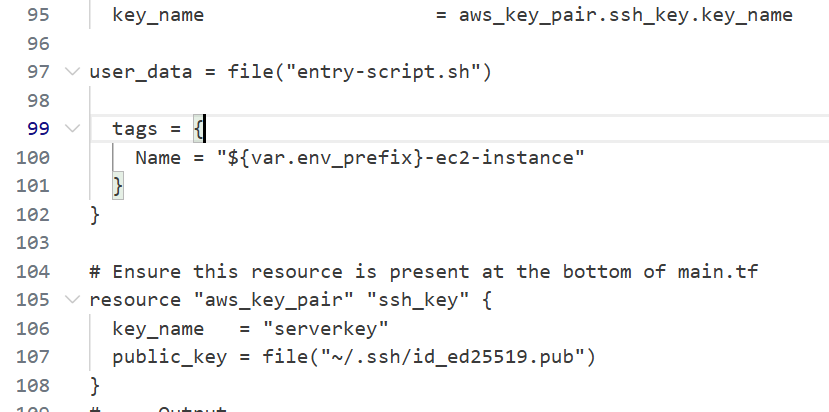 95 key_name = aws_key_pair.ssh_key.key_name
96
97 user_data = file("entry-script.sh")
98
99 tags = {
100 Name = "${var.env_prefix}-ec2-instance"
101 }
102 }
103
104 # Ensure this resource is present at the bottom of main.tf
105 resource "aws_key_pair" "ssh_key" {
106 key_name = "serverkey"
107 public_key = file("~/.ssh/id_ed25519.pub")
108 }